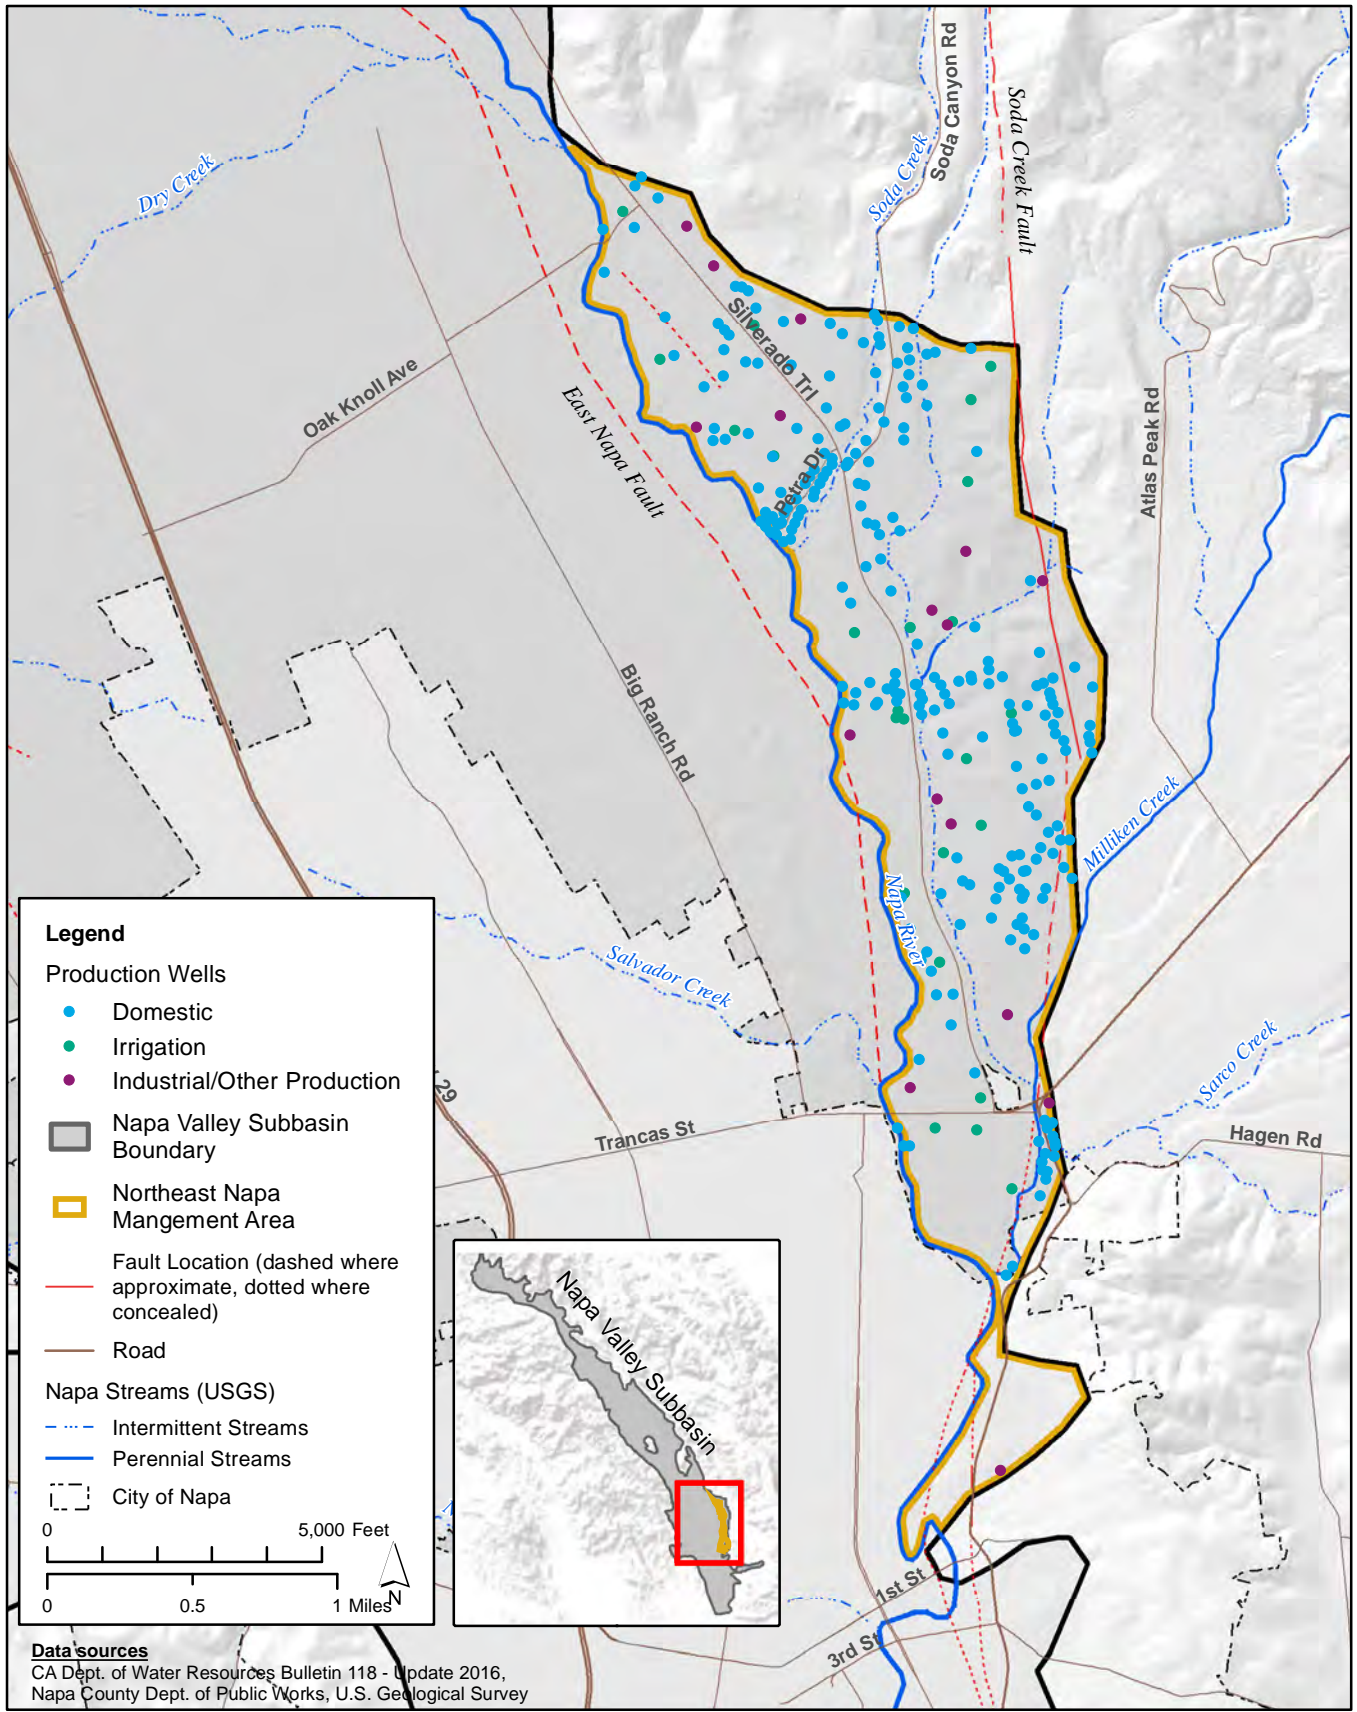 Soda Canyon Rd
Soda Creek Fault
Soda Creek
Dry Creek
Silverado Trl
Oak Knoll Ave
East Napa Fault
Petra Dr
Atlas Peak Rd
Big Ranch Rd
Milliken Creek
Napa River
Salvador Creek
Sarco Creek
Hagen Rd
Trancas St
29
1st St
3rd St
Legend
Production Wells
Domestic
Irrigation
Industrial/Other Production
Napa Valley Subbasin
Boundary
Northeast Napa
Mangement Area
Fault Location (dashed where
approximate, dotted where
concealed)
Road
Napa Streams (USGS)
Intermittent Streams
Perennial Streams
City of Napa
0 5,000 Feet
0 0.5 1 Miles
N
Napa Valley Subbasin
Data sources
CA Dept. of Water Resources Bulletin 118 - Update 2016,
Napa County Dept. of Public Works, U.S. Geological Survey